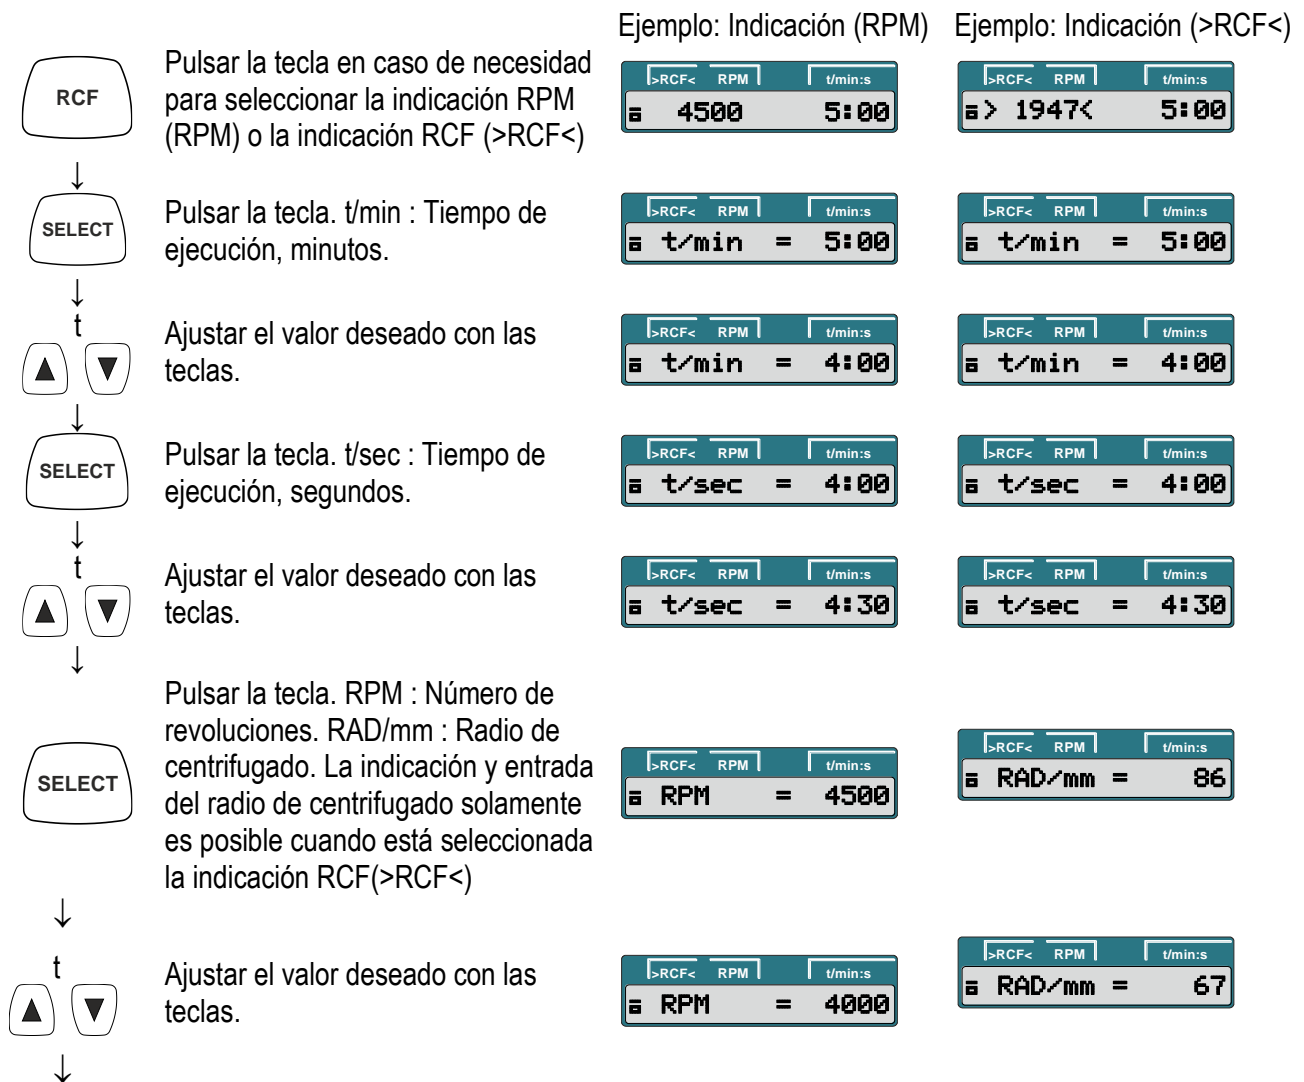 Ejemplo: Indicación (RPM) Ejemplo: Indicación (>RCF<)
RCF
Pulsar la tecla en caso de necesidad
para seleccionar la indicación RPM
(RPM) o la indicación RCF (>RCF<)
>RCF< RPM t/min:s
4500 5:00
>RCF< RPM t/min:s
> 1947< 5:00
↓
SELECT
Pulsar la tecla. t/min : Tiempo de
ejecución, minutos.
>RCF< RPM t/min:s
t/min = 5:00
>RCF< RPM t/min:s
t/min = 5:00
↓
t
▲ ▼
Ajustar el valor deseado con las
teclas.
>RCF< RPM t/min:s
t/min = 4:00
>RCF< RPM t/min:s
t/min = 4:00
↓
SELECT
Pulsar la tecla. t/sec : Tiempo de
ejecución, segundos.
>RCF< RPM t/min:s
t/sec = 4:00
>RCF< RPM t/min:s
t/sec = 4:00
↓
t
▲ ▼
Ajustar el valor deseado con las
teclas.
>RCF< RPM t/min:s
t/sec = 4:30
>RCF< RPM t/min:s
t/sec = 4:30
↓
SELECT
Pulsar la tecla. RPM : Número de
revoluciones. RAD/mm : Radio de
centrifugado. La indicación y entrada
del radio de centrifugado solamente
es posible cuando está seleccionada
la indicación RCF(>RCF<)
>RCF< RPM t/min:s
RPM = 4500
>RCF< RPM t/min:s
RAD/mm = 86
↓
t
▲ ▼
Ajustar el valor deseado con las
teclas.
>RCF< RPM t/min:s
RPM = 4000
>RCF< RPM t/min:s
RAD/mm = 67
↓